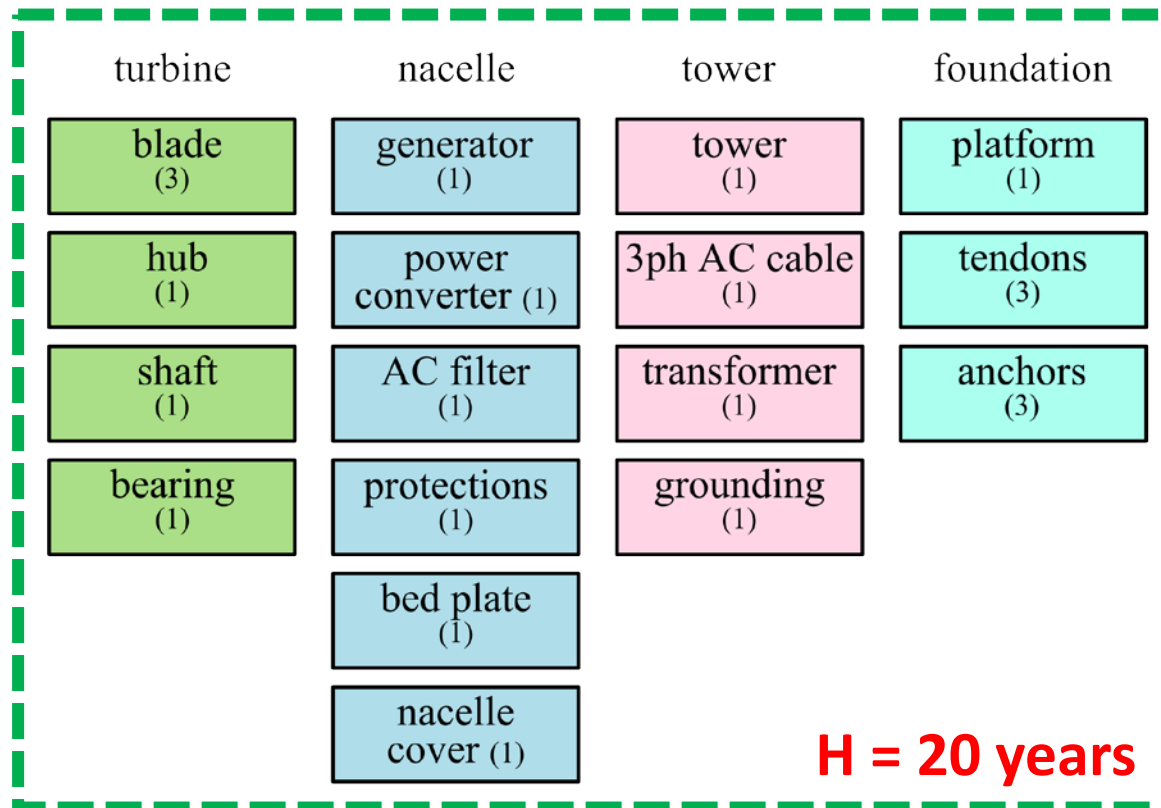 turbine
nacelle
tower
foundation
blade
(3)
generator
(1)
tower
(1)
platform
(1)
hub
(1)
power
converter (1)
3ph AC cable
(1)
tendons
(3)
shaft
(1)
AC filter
(1)
transformer
(1)
anchors
(3)
bearing
(1)
protections
(1)
grounding
(1)
bed plate
(1)
nacelle
cover (1)
H = 20 years